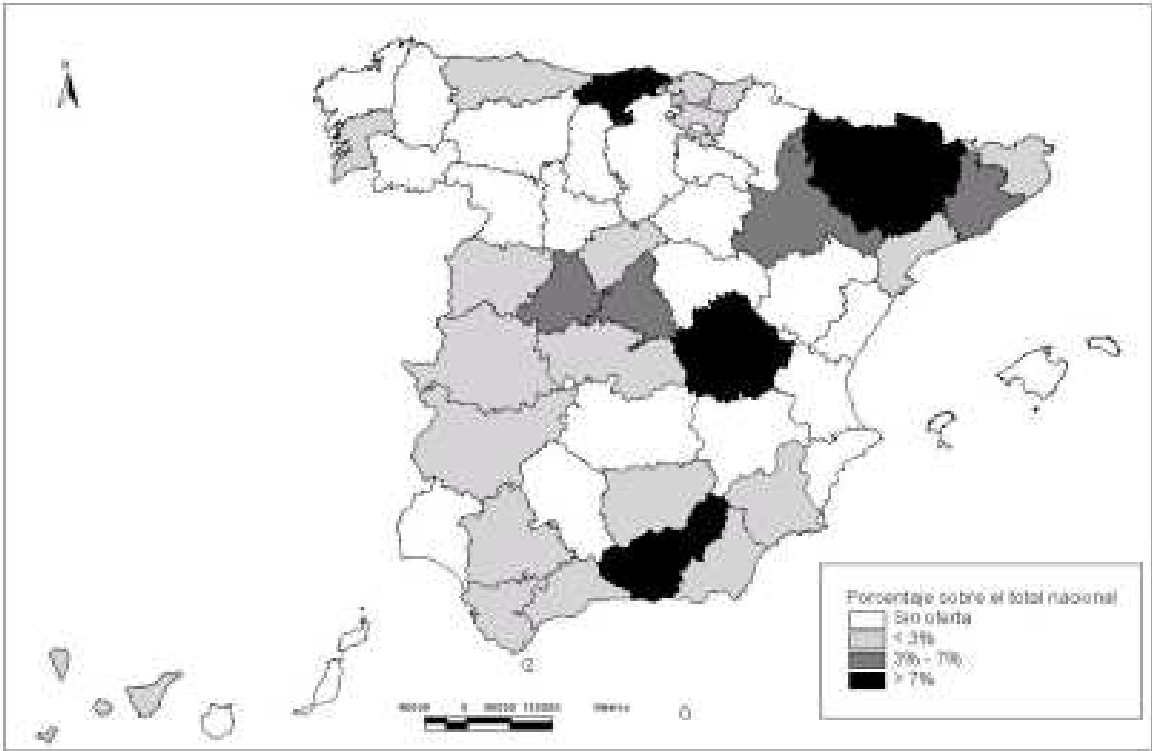 Porcentaje sobre el total nacional
Sin oferta
< 3%
3% - 7%
> 7%